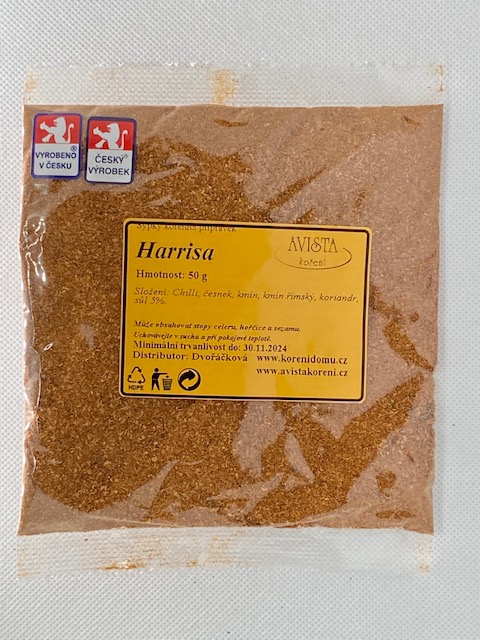 VYROBENO
V ČESKU
®
ČESKÝ
VÝROBEK
®
Sypký kořenící přípravek
Harrisa
AVISTA
koření
Hmotnost: 50 g
Složení: Chilli, česnek, kmín, kmín římský, koriandr,
sůl 5%.
Může obsahovat stopy celeru, hořčice a sezamu.
Uchovávejte v suchu a při pokojové teplotě.
Minimální trvanlivost do: 30.11.2024
Distributor: Dvořáčková www.korenidomu.cz
www.avistakoreni.cz
HDPE